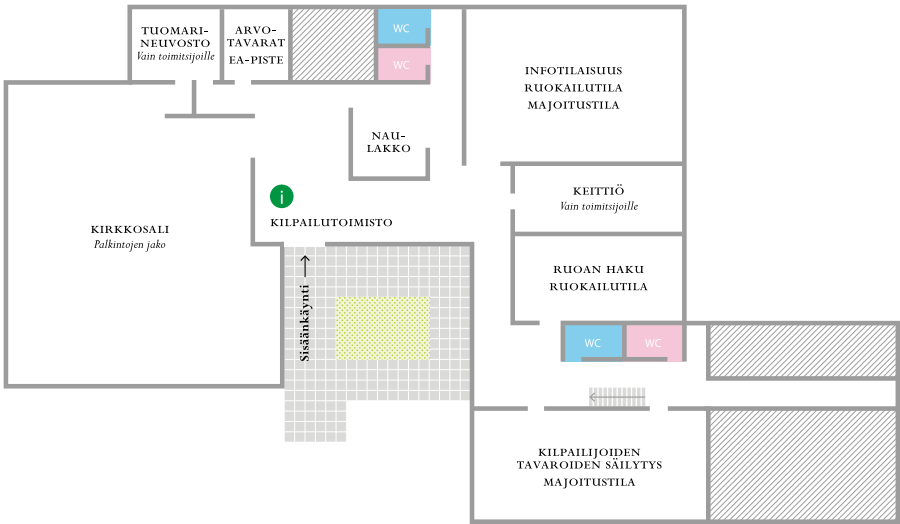 TUOMARI-
NEUVOSTO
Vain toimitsijoille
ARVO-
TAVARAT
EA-PISTE
WC
WC
INFOTILAISUUS
RUOKAILUTILA
MAJOITUSTILA
NAU-
LAKKO
KEITTIÖ
Vain toimitsijoille
i
KILPAILUTOIMISTO
KIRKKOSALI
Palkintojen jako
RUOAN HAKU
RUOKAILUTILA
Sisäänkäynti
WC
WC
KILPAILIJOIDEN
TAVAROIDEN SÄILYTYS
MAJOITUSTILA